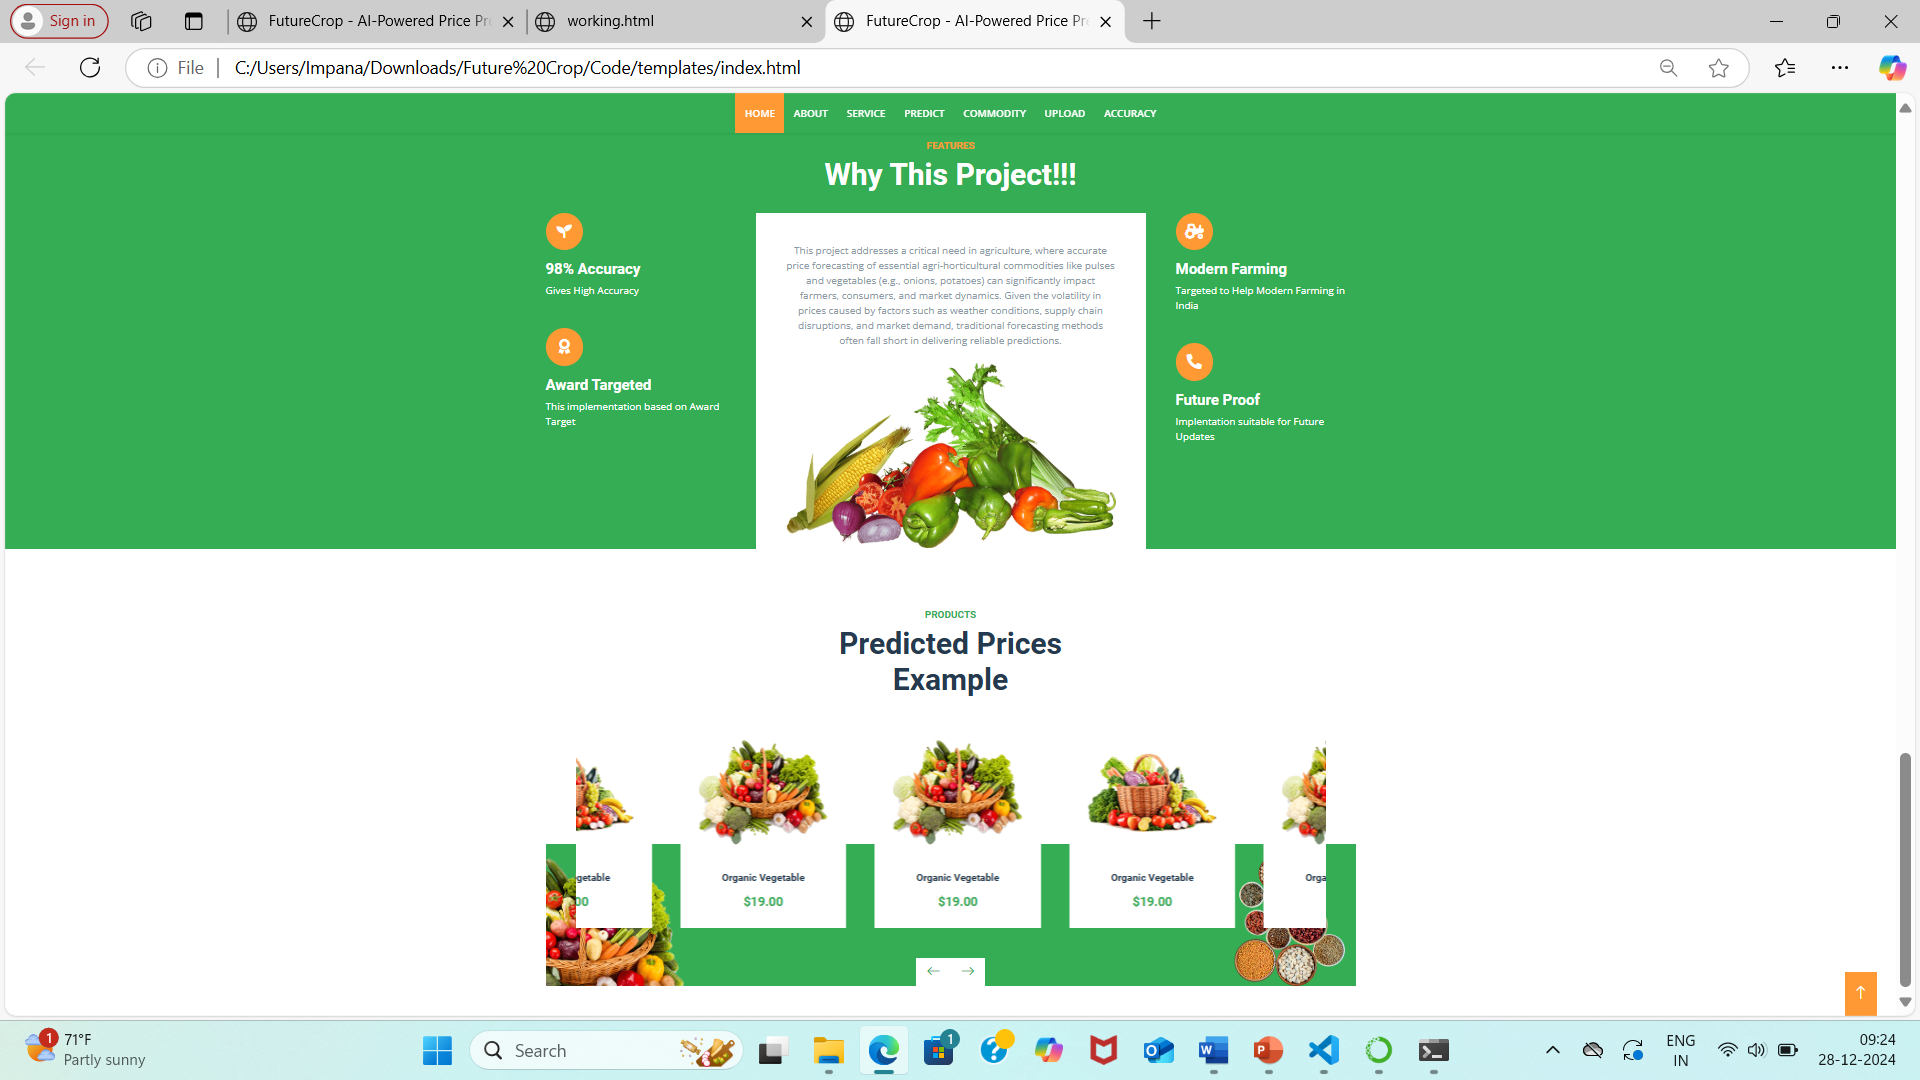 Sign in
FutureCrop - AI-Powered Price Pr
working.html
FutureCrop - AI-Powered Price Pr
File
C:/Users/Impana/Downloads/Future%20Crop/Code/templates/index.html
HOME ABOUT SERVICE PREDICT COMMODITY UPLOAD ACCURACY
FEATURES
Why This Project!!!
98% Accuracy
Gives High Accuracy
Award Targeted
This implementation based on Award
Target
This project addresses a critical need in agriculture, where accurate
price forecasting of essential agri-horticultural commodities like pulses
and vegetables (e.g., onions, potatoes) can significantly impact
farmers, consumers, and market dynamics. Given the volatility in
prices caused by factors such as weather conditions, supply chain
disruptions, and market demand, traditional forecasting methods
often fall short in delivering reliable predictions.
Modern Farming
Targeted to Help Modern Farming in
India
Future Proof
Implentation suitable for Future
Updates
PRODUCTS
Predicted Prices
Example
getable
00
Organic Vegetable
$19.00
Organic Vegetable
$19.00
Organic Vegetable
$19.00
Orga
1
71°F
Partly sunny
Search
1
ENG
IN
09:24
28-12-2024